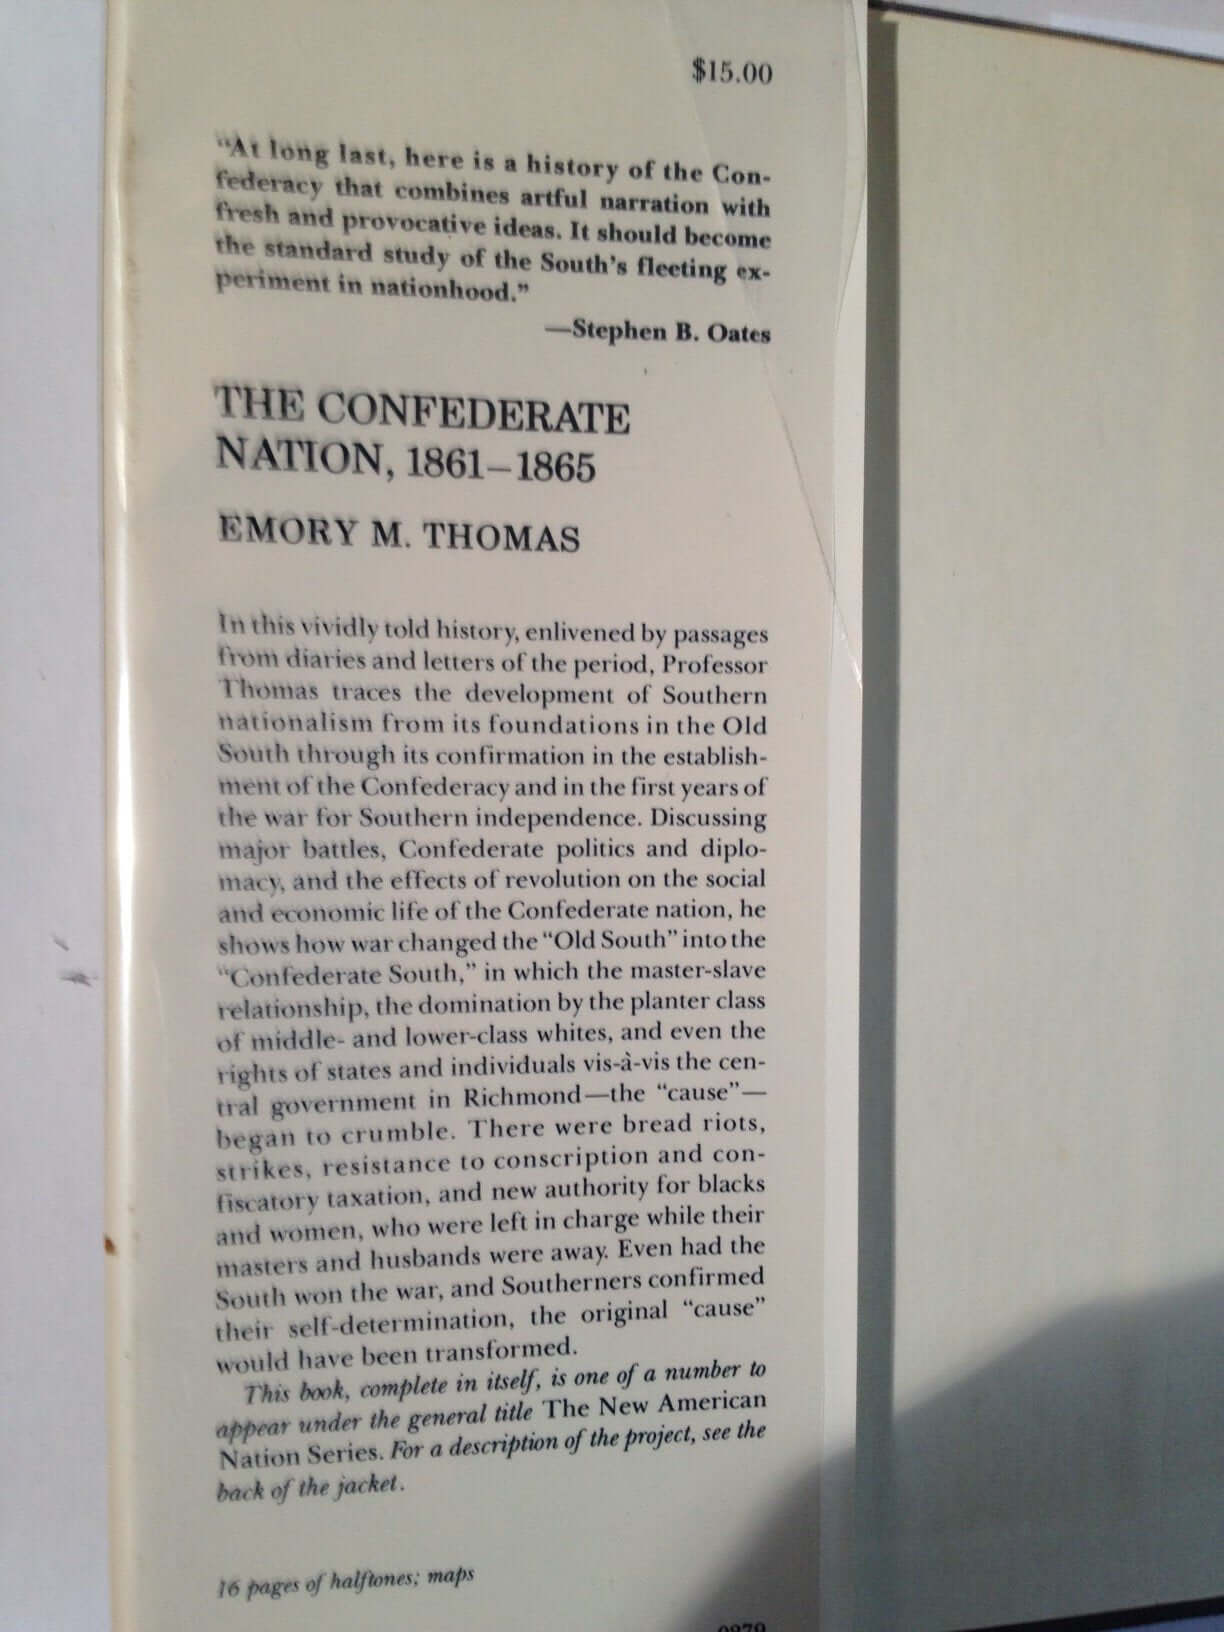 $15.00
"At long last, here is a history of the Con-
federacy that combines artful narration with
fresh and provocative ideas. It should become
the standard study of the South's fleeting ex-
periment in nationhood."
—Stephen B. Oates
THE CONFEDERATE
NATION, 1861–1865
EMORY M. THOMAS
In this vividly told history, enlivened by passages
from diaries and letters of the period, Professor
Thomas traces the development of Southern
nationalism from its foundations in the Old
South through its confirmation in the establish-
ment of the Confederacy and in the first years of
the war for Southern independence. Discussing
major battles, Confederate politics and diplo-
macy, and the effects of revolution on the social
and economic life of the Confederate nation, he
shows how war changed the "Old South" into the
"Confederate South," in which the master-slave
relationship, the domination by the planter class
of middle- and lower-class whites, and even the
rights of states and individuals vis-à-vis the cen-
tral government in Richmond—the "cause"—
began to crumble. There were bread riots,
strikes, resistance to conscription and con-
fiscatory taxation, and new authority for blacks
and women, who were left in charge while their
masters and husbands were away. Even had the
South won the war, and Southerners confirmed
their self-determination, the original "cause"
would have been transformed.
This book, complete in itself, is one of a number to
appear under the general title The New American
Nation Series. For a description of the project, see the
back of the jacket.
16 pages of halftones; maps